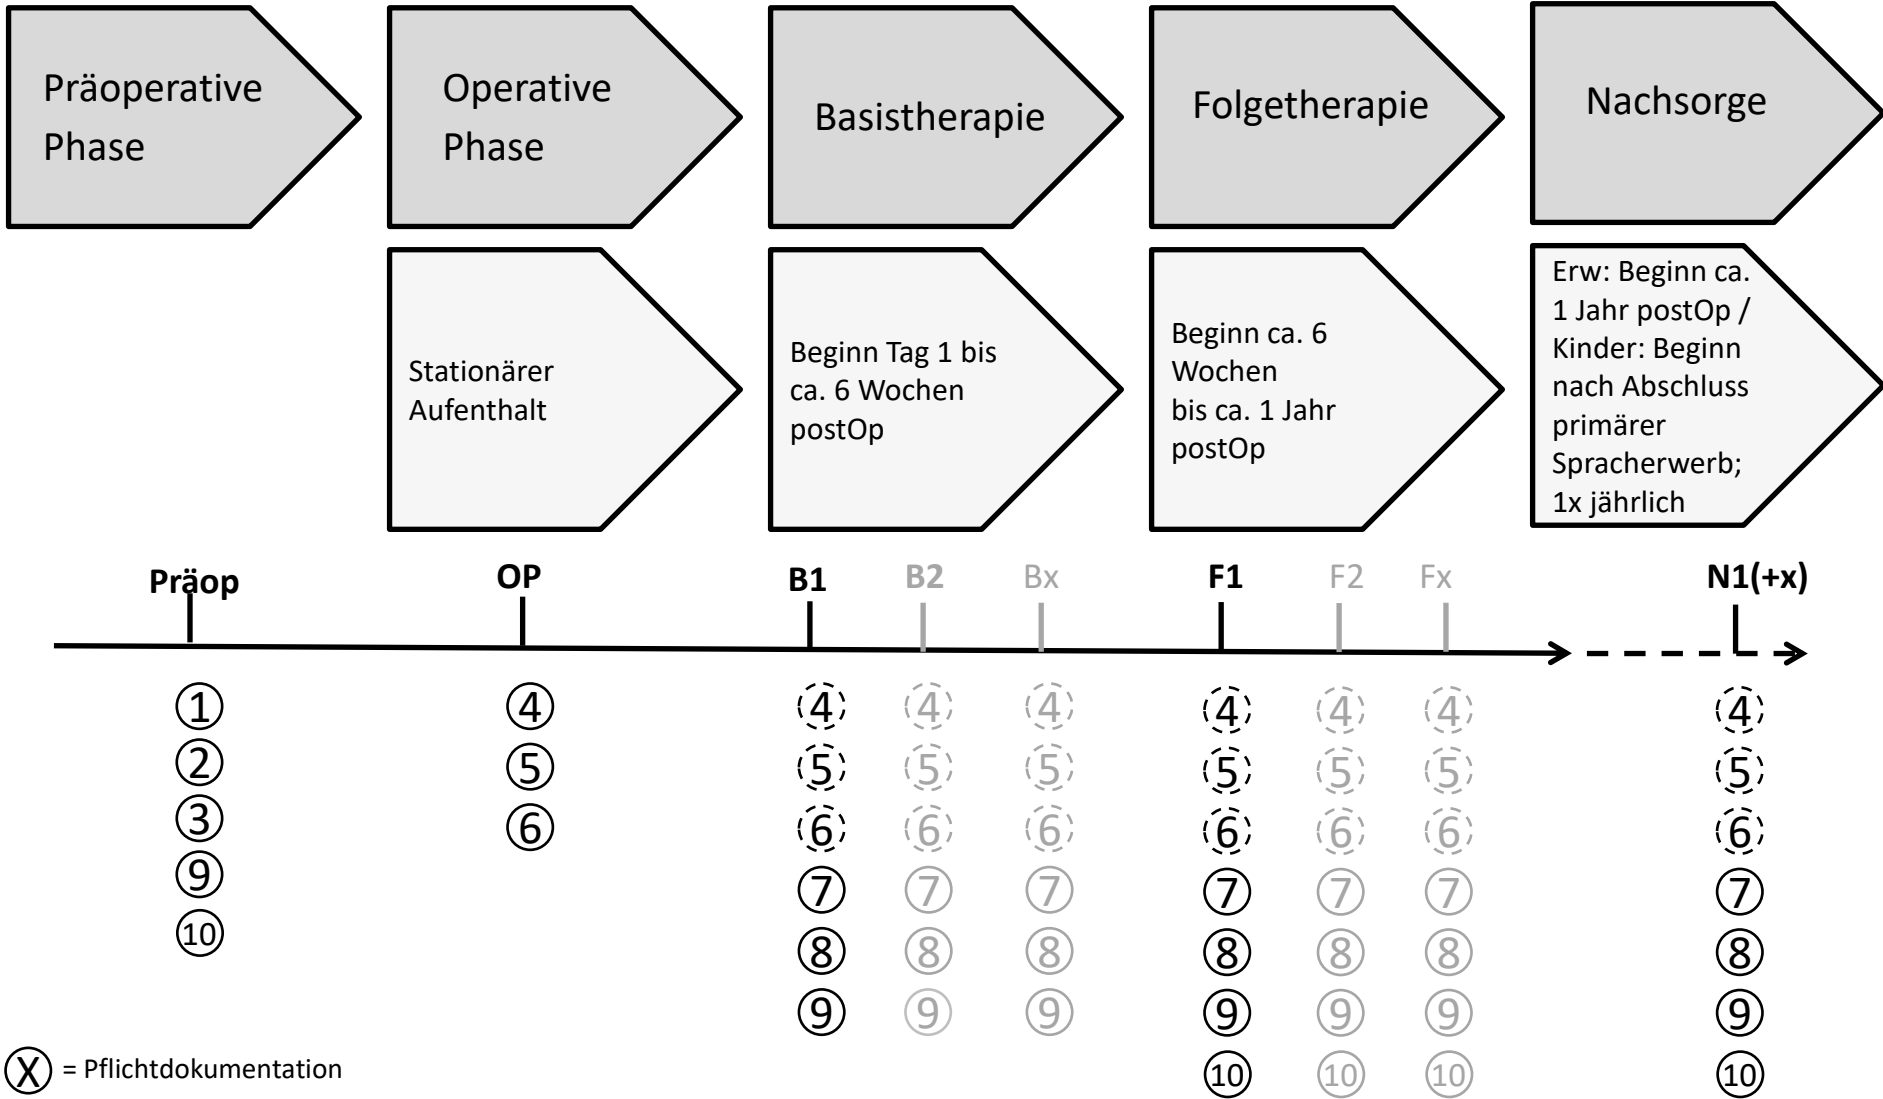 Präoperative
Phase
Operative
Phase
Basistherapie
Folgetherapie
Nachsorge
Stationärer
Aufenthalt
Beginn Tag 1 bis
ca. 6 Wochen
postOp
Beginn ca. 6
Wochen
bis ca. 1 Jahr
postOp
Erw: Beginn ca.
1 Jahr postOp /
Kinder: Beginn
nach Abschluss
primärer
Spracherwerb;
1x jährlich
Präop OP B1 B2 Bx F1 F2 Fx N1(+x)
1 4 4 4 4 4 4 4 4
2 5 5 5 5 5 5 5 5
3 6 6 6 6 6 6 6 6
9 7 7 7 7 7 7 7
10 8 8 8 8 8 8 8
9 9 9 9 9 9 9
X = Pflichtdokumentation 10 10 10 10